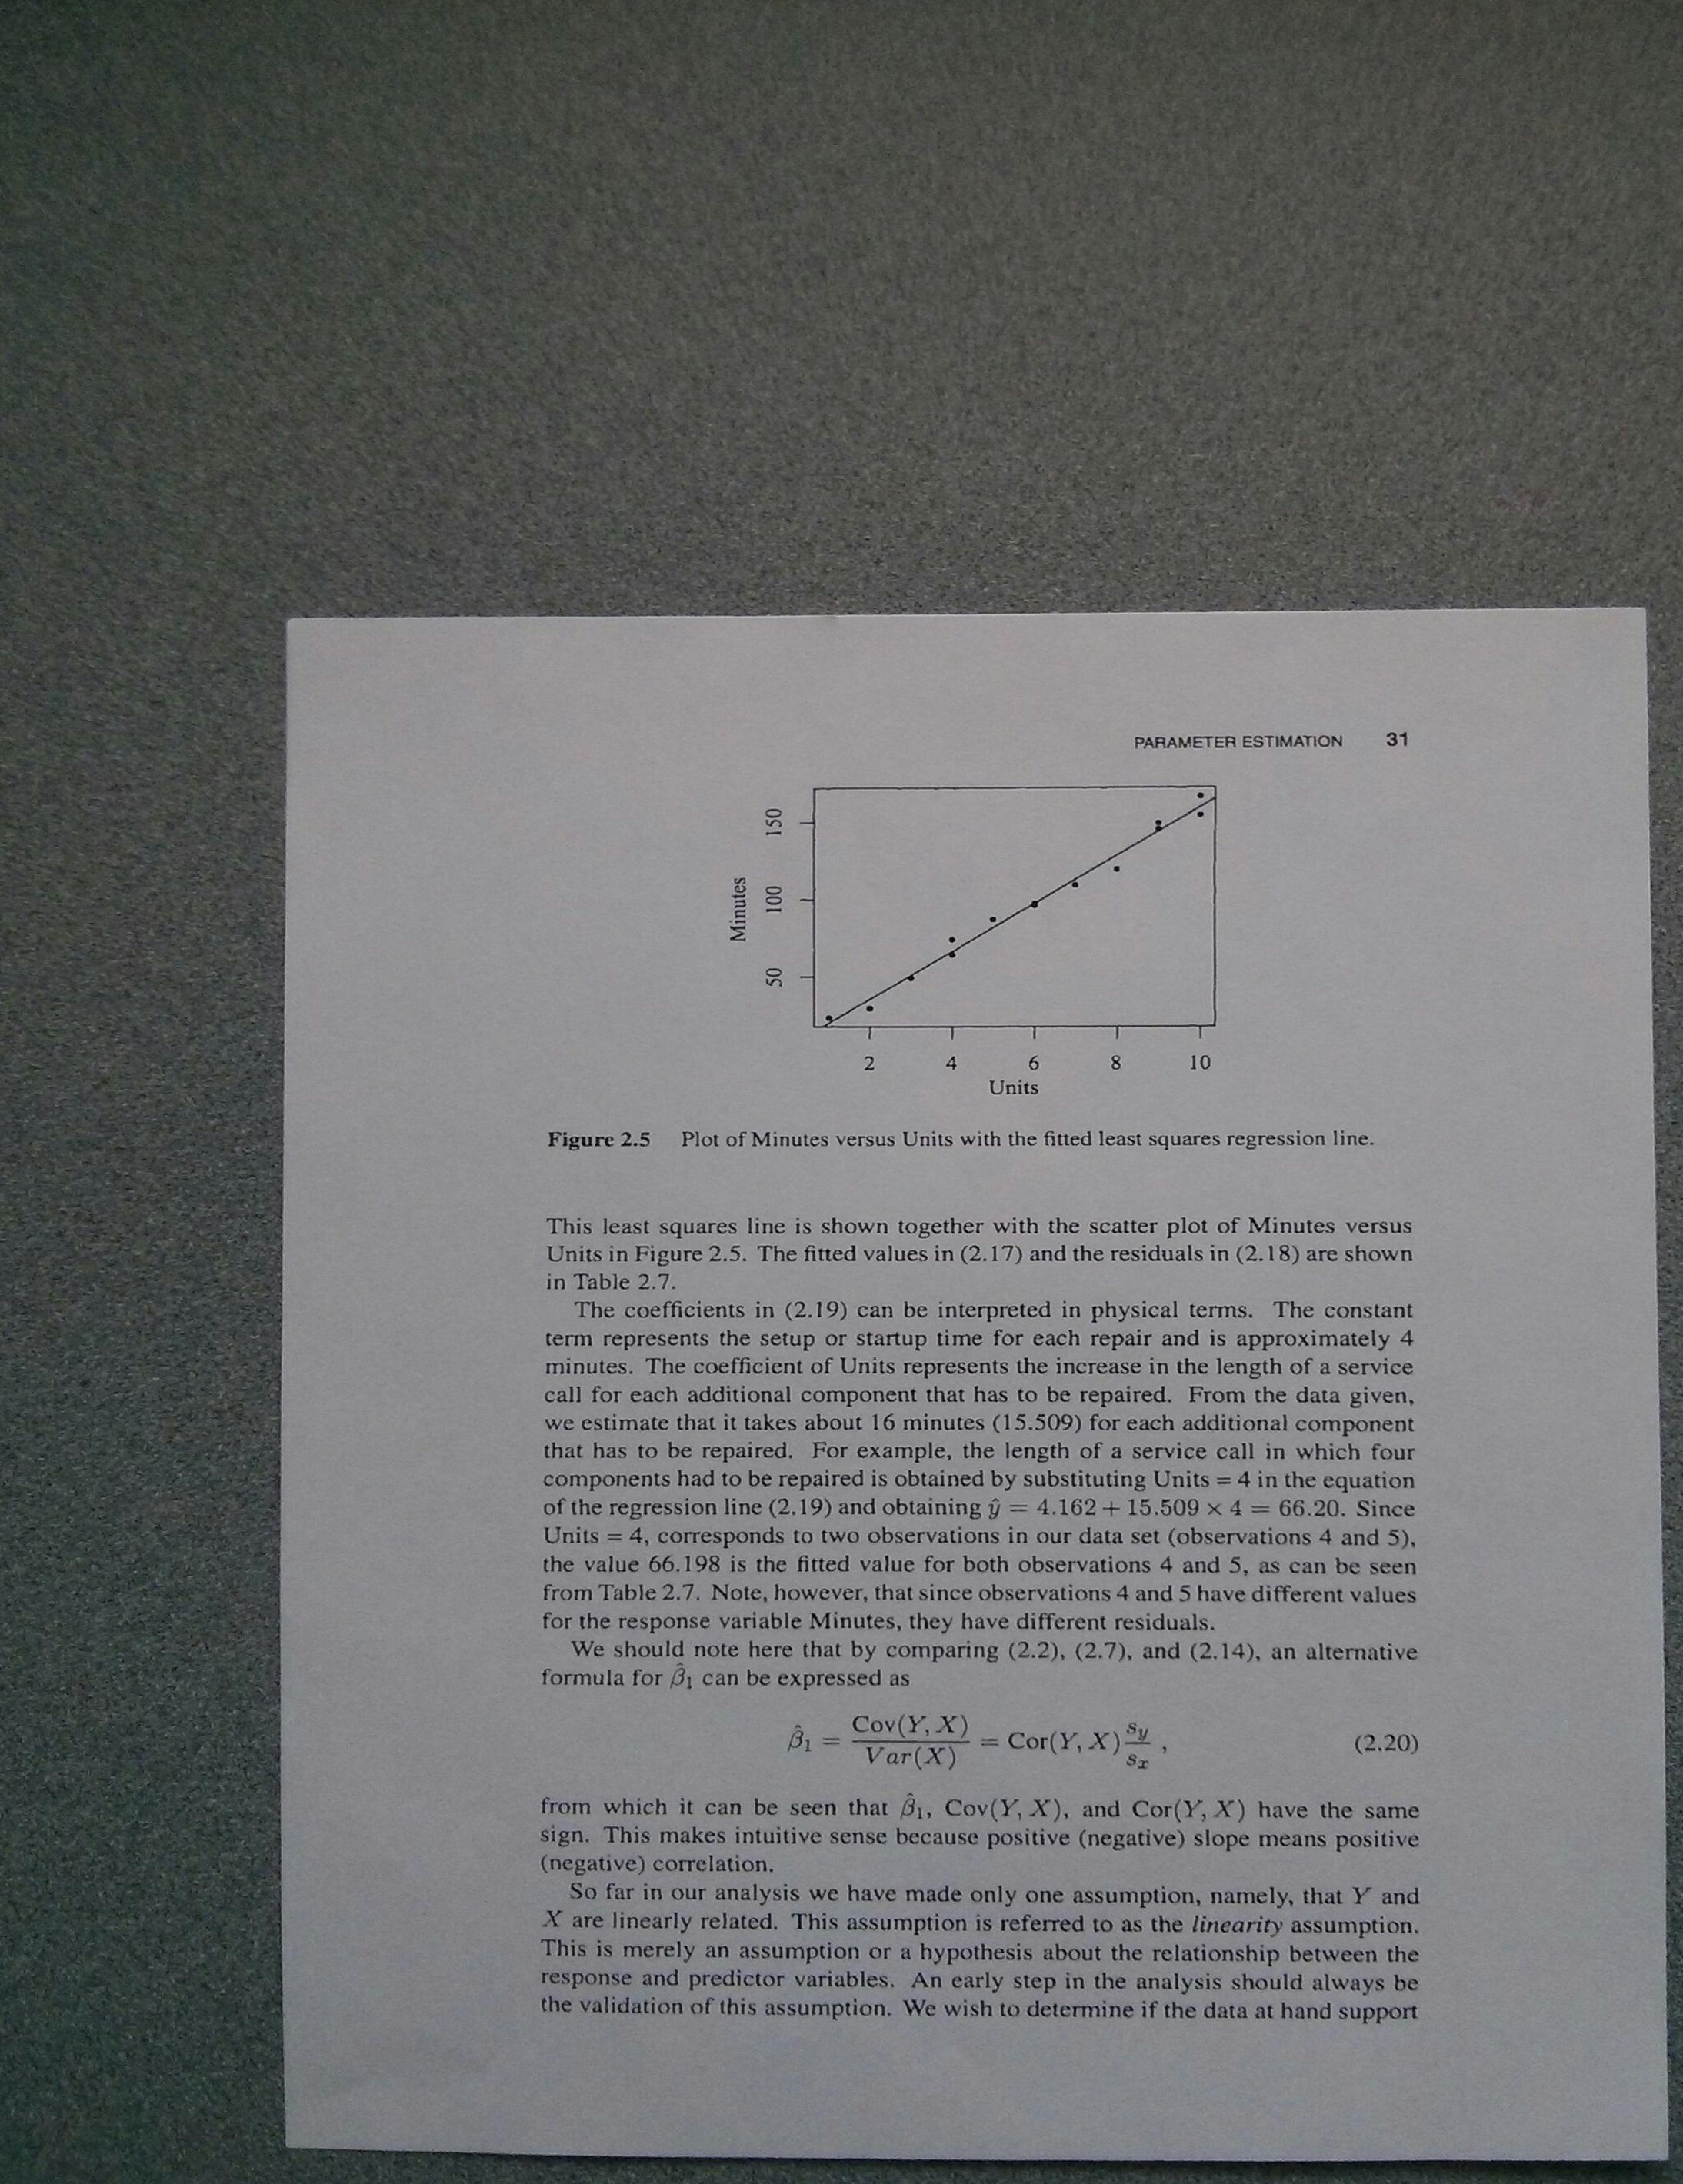 PARAMETER ESTIMATION 31
150
100
50
Minutes
2 4 6 8 10
Units
Figure 2.5 Plot of Minutes versus Units with the fitted least squares regression line.
This least squares line is shown together with the scatter plot of Minutes versus
Units in Figure 2.5. The fitted values in (2.17) and the residuals in (2.18) are shown
in Table 2.7.
The coefficients in (2.19) can be interpreted in physical terms. The constant
term represents the setup or startup time for each repair and is approximately 4
minutes. The coefficient of Units represents the increase in the length of a service
call for each additional component that has to be repaired. From the data given,
we estimate that it takes about 16 minutes (15.509) for each additional component
that has to be repaired. For example, the length of a service call in which four
components had to be repaired is obtained by substituting Units = 4 in the equation
of the regression line (2.19) and obtaining ŷ = 4.162 + 15.509 × 4 = 66.20. Since
Units = 4, corresponds to two observations in our data set (observations 4 and 5),
the value 66.198 is the fitted value for both observations 4 and 5, as can be seen
from Table 2.7. Note, however, that since observations 4 and 5 have different values
for the response variable Minutes, they have different residuals.
We should note here that by comparing (2.2), (2.7), and (2.14), an alternative
formula for β̂₁ can be expressed as
β̂₁ = Cov(Y, X) / Var(X) = Cor(Y, X) s_y / s_x , (2.20)
from which it can be seen that β̂₁, Cov(Y, X), and Cor(Y, X) have the same
sign. This makes intuitive sense because positive (negative) slope means positive
(negative) correlation.
So far in our analysis we have made only one assumption, namely, that Y and
X are linearly related. This assumption is referred to as the linearity assumption.
This is merely an assumption or a hypothesis about the relationship between the
response and predictor variables. An early step in the analysis should always be
the validation of this assumption. We wish to determine if the data at hand support